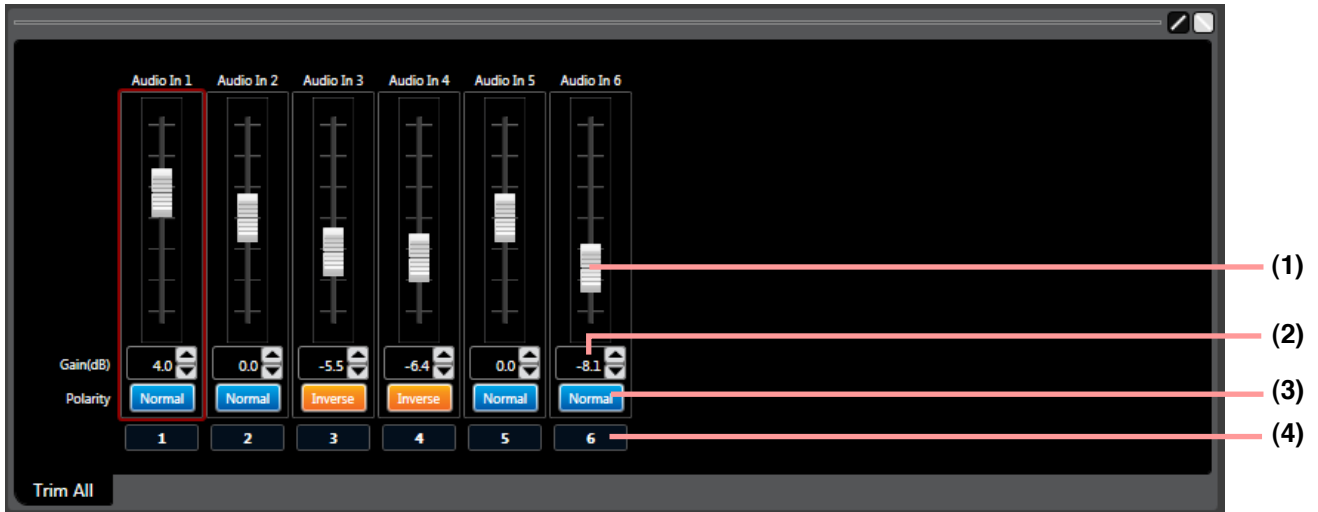 Audio In 1 Audio In 2 Audio In 3 Audio In 4 Audio In 5 Audio In 6
(1)
(2)
Gain(dB) 4.0 0.0 -5.5 -6.4 0.0 -8.1
Polarity Normal Normal Inverse Inverse Normal Normal (3)
1 2 3 4 5 6 (4)
Trim All